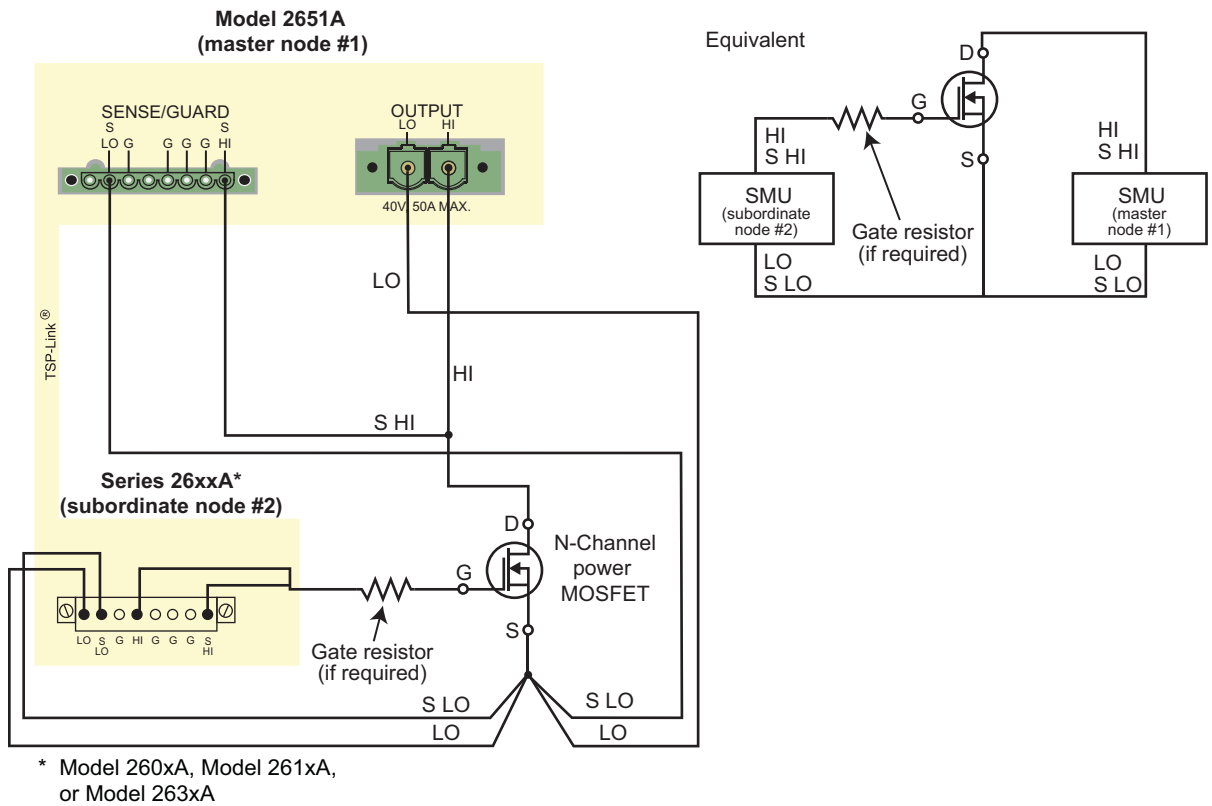 Model 2651A
(master node #1)
SENSE/GUARD
S
LO G G G G S
HI
OUTPUT
LO HI
40V, 50A MAX.
LO
HI
S HI
TSP-Link ®
Series 26xxA*
(subordinate node #2)
LO S
LO G HI G G G S
HI
Gate resistor
(if required)
G
D
S
N-Channel
power
MOSFET
S LO
LO
S LO
LO
* Model 260xA, Model 261xA,
or Model 263xA
Equivalent
D
G
S
HI
S HI
SMU
(subordinate
node #2)
LO
S LO
Gate resistor
(if required)
HI
S HI
SMU
(master
node #1)
LO
S LO